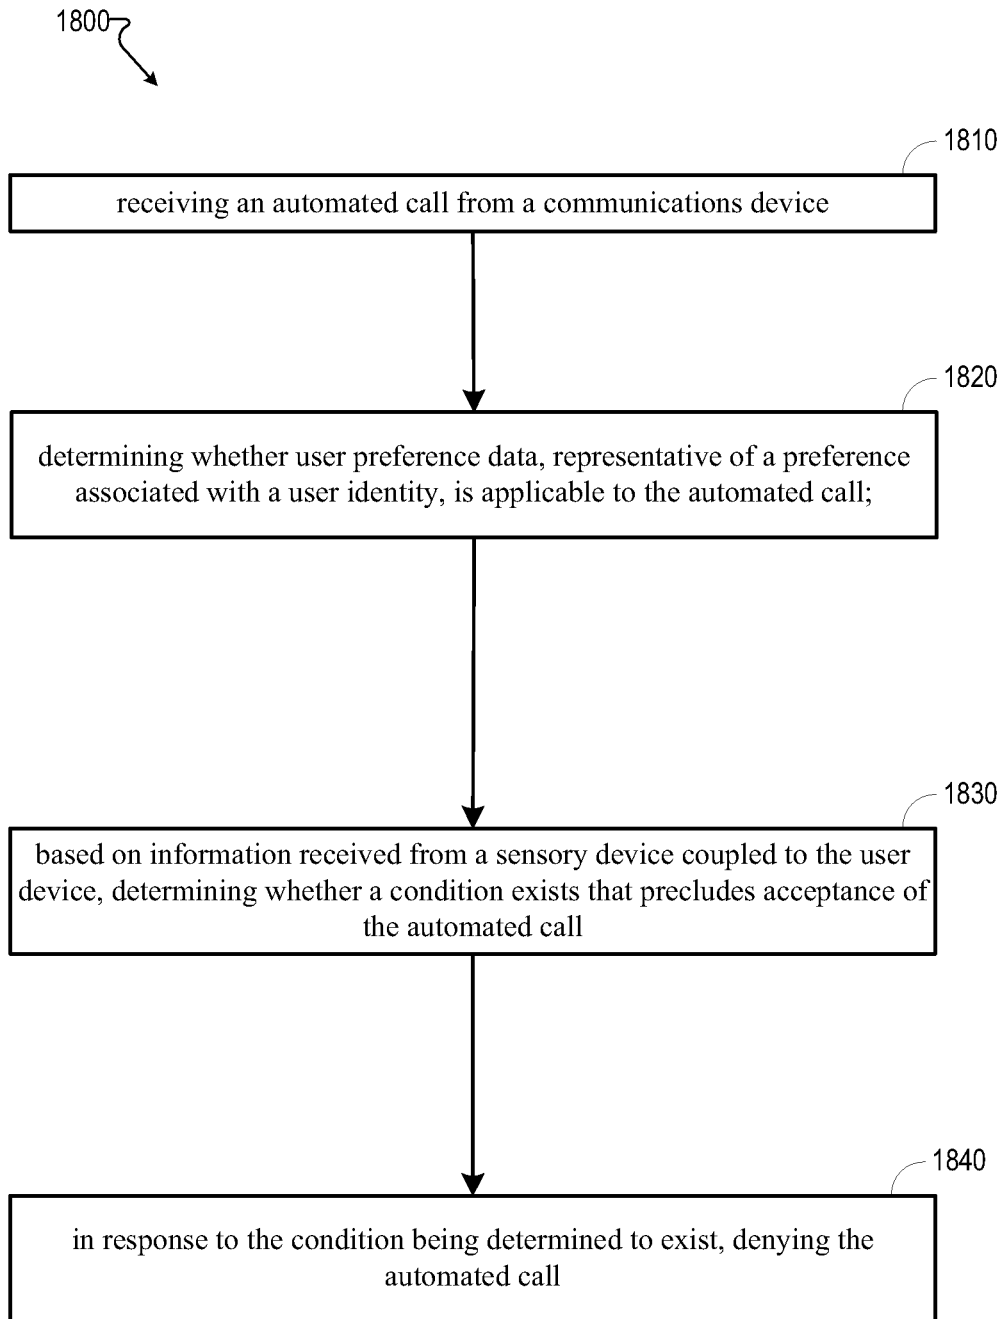 1800
1810
receiving an automated call from a communications device
1820
determining whether user preference data, representative of a preference
associated with a user identity, is applicable to the automated call;
1830
based on information received from a sensory device coupled to the user
device, determining whether a condition exists that precludes acceptance of
the automated call
1840
in response to the condition being determined to exist, denying the
automated call